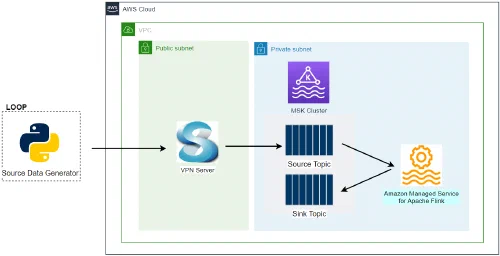 aws
AWS Cloud
VPC
Public subnet
Private subnet
MSK Cluster
LOOP
Source Data Generator
VPN Server
Source Topic
Sink Topic
Amazon Managed Service
for Apache Flink